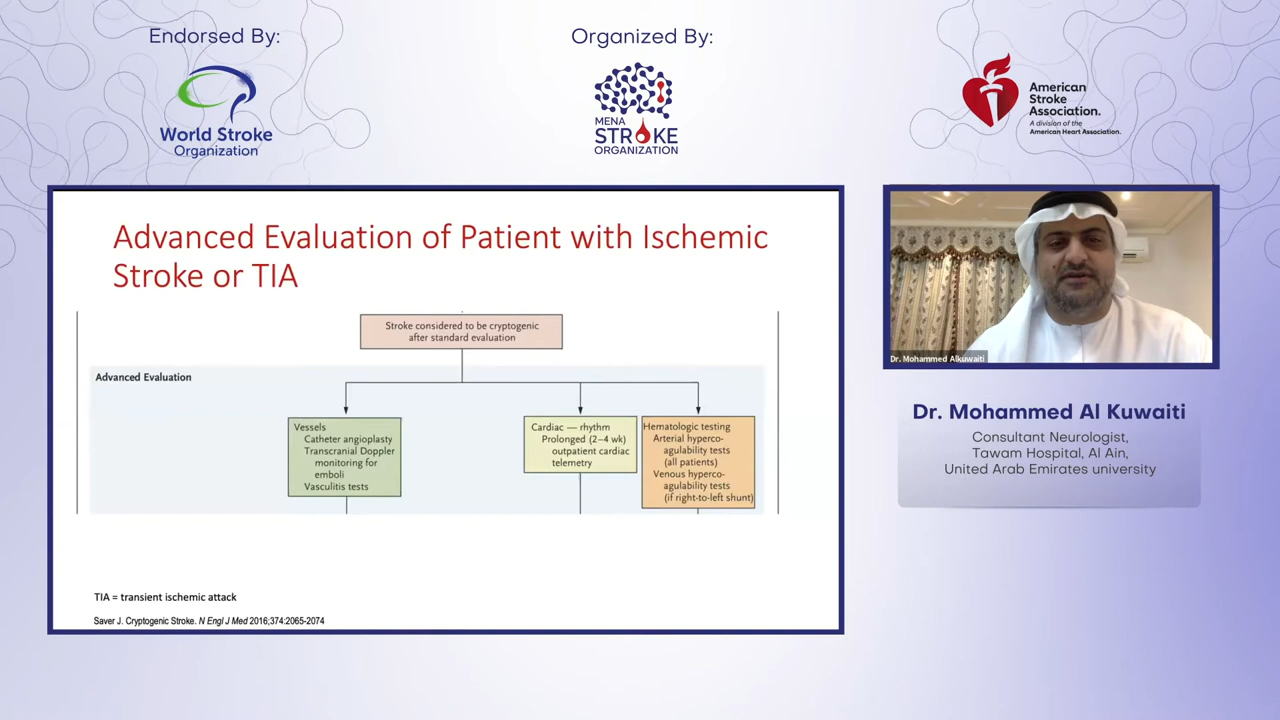 Endorsed By:
World Stroke
Organization
Organized By:
MENA
STROKE
ORGANIZATION
American
Stroke
Association.
A division of the
American Heart Association.
Advanced Evaluation of Patient with Ischemic
Stroke or TIA
Stroke considered to be cryptogenic
after standard evaluation
Advanced Evaluation
Vessels
Catheter angioplasty
Transcranial Doppler
monitoring for
emboli
Vasculitis tests
Cardiac — rhythm
Prolonged (2–4 wk)
outpatient cardiac
telemetry
Hematologic testing
Arterial hyperco-
agulability tests
(all patients)
Venous hyperco-
agulability tests
(if right-to-left shunt)
TIA = transient ischemic attack
Saver J. Cryptogenic Stroke. N Engl J Med 2016;374:2065-2074
Dr. Mohammed Alkuwaiti
Dr. Mohammed Al Kuwaiti
Consultant Neurologist,
Tawam Hospital, Al Ain,
United Arab Emirates university